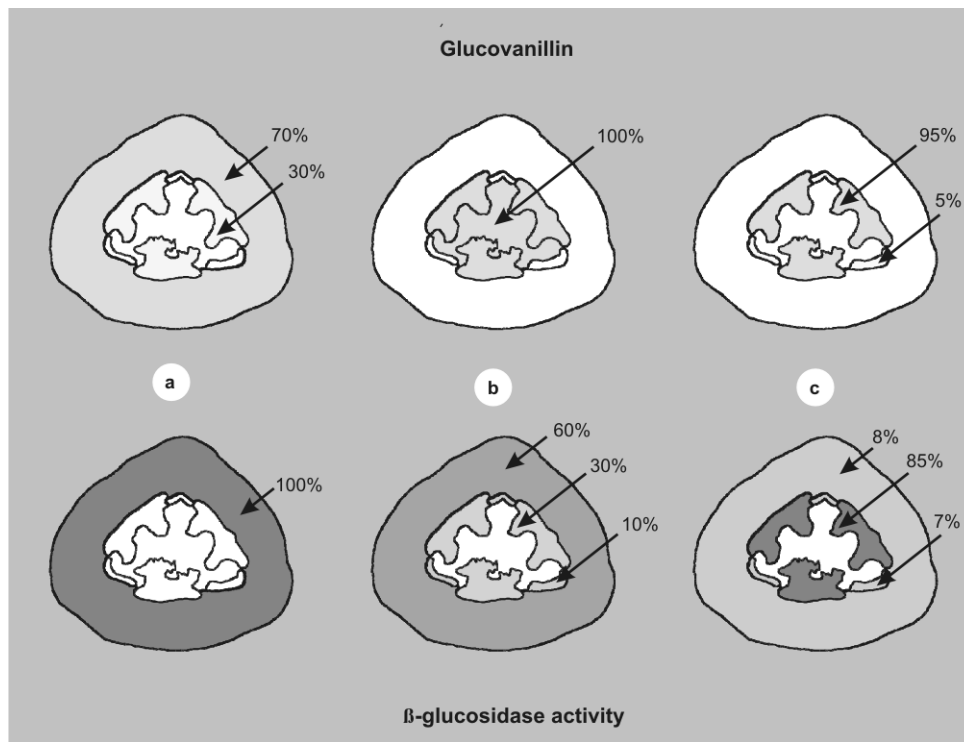 Glucovanillin
70%
30%
100%
95%
5%
a
b
c
100%
60%
30%
10%
8%
85%
7%
ß-glucosidase activity